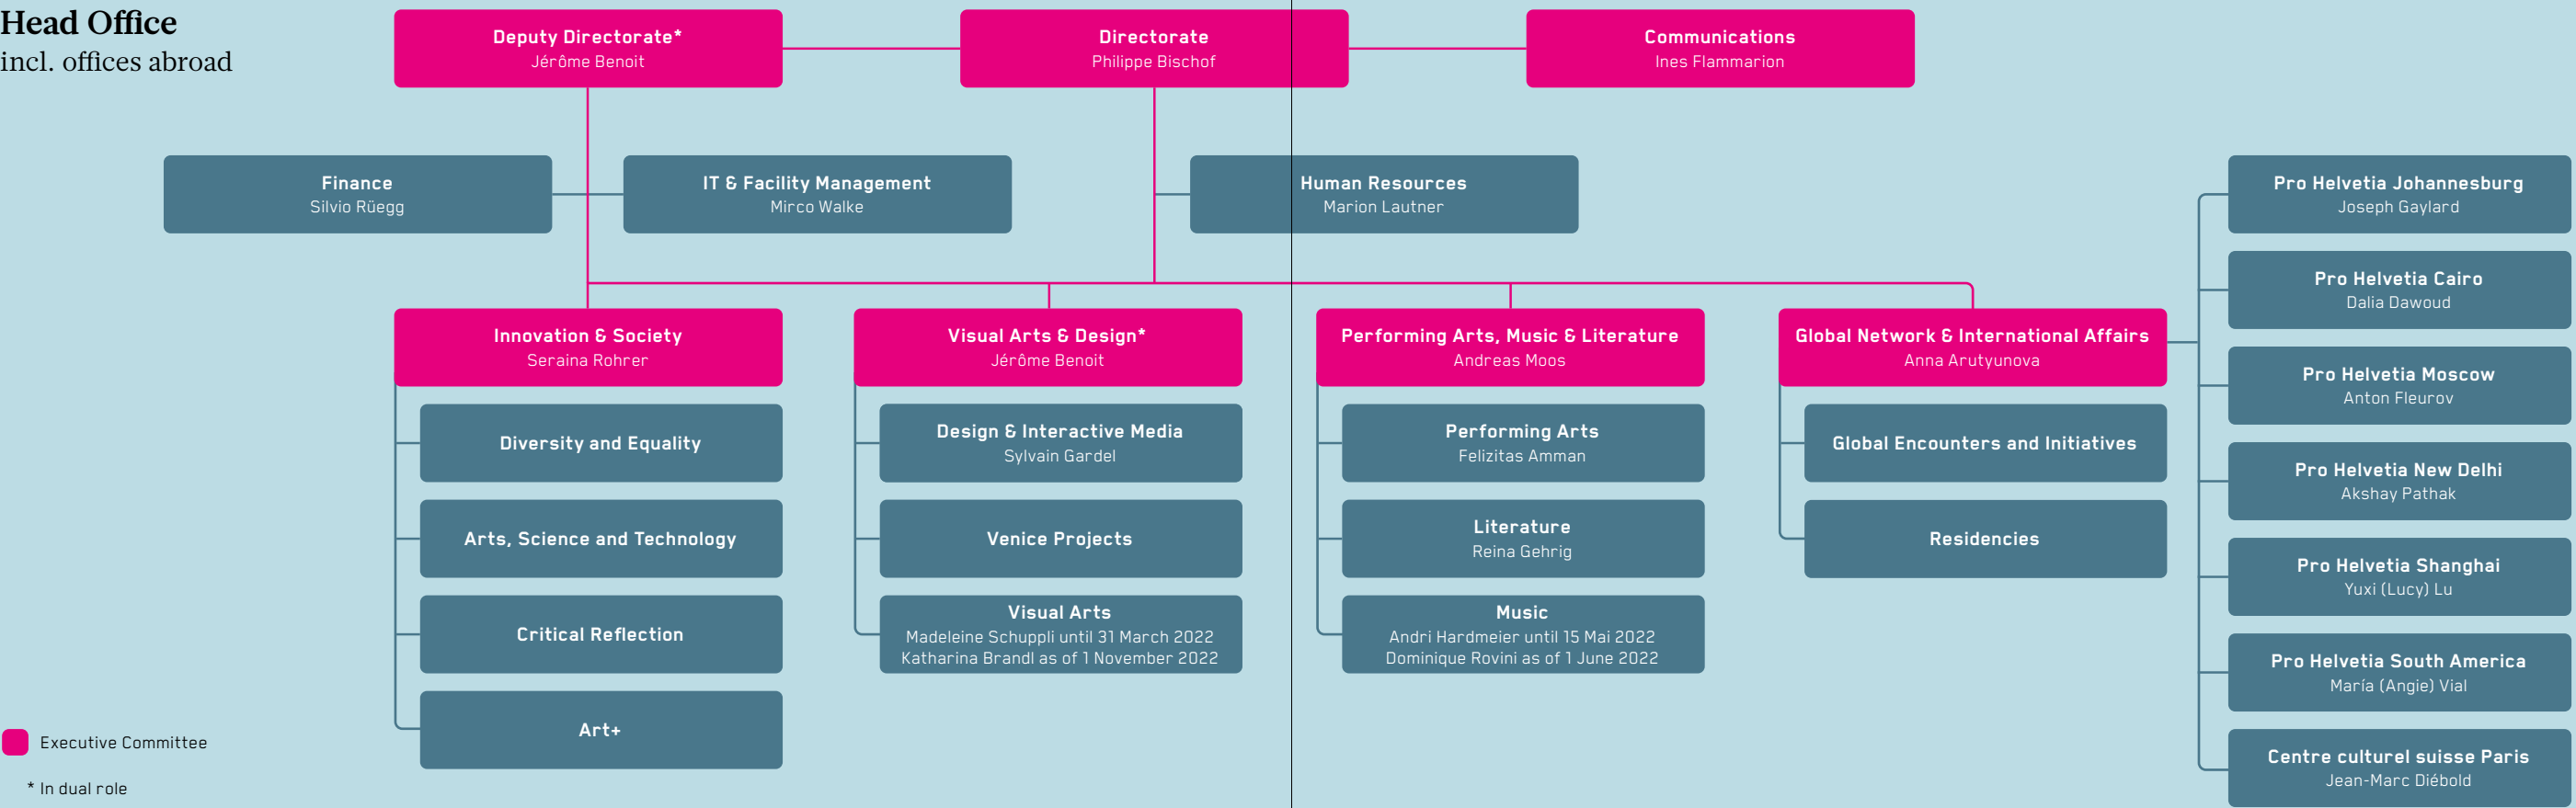 Head Office
incl. offices abroad
Deputy Directorate*
Jérôme Benoit
Directorate
Philippe Bischof
Communications
Ines Flammarion
Finance
Silvio Rüegg
IT & Facility Management
Mirco Walke
Human Resources
Marion Lautner
Innovation & Society
Seraina Rohrer
Diversity and Equality
Arts, Science and Technology
Critical Reflection
Art+
Visual Arts & Design*
Jérôme Benoit
Design & Interactive Media
Sylvain Gardel
Venice Projects
Visual Arts
Madeleine Schuppli until 31 March 2022
Katharina Brandl as of 1 November 2022
Performing Arts, Music & Literature
Andreas Moos
Performing Arts
Felizitas Amman
Literature
Reina Gehrig
Music
Andri Hardmeier until 15 Mai 2022
Dominique Rovini as of 1 June 2022
Global Network & International Affairs
Anna Arutyunova
Global Encounters and Initiatives
Residencies
Pro Helvetia Johannesburg
Joseph Gaylard
Pro Helvetia Cairo
Dalia Dawoud
Pro Helvetia Moscow
Anton Fleurov
Pro Helvetia New Delhi
Akshay Pathak
Pro Helvetia Shanghai
Yuxi (Lucy) Lu
Pro Helvetia South America
María (Angie) Vial
Centre culturel suisse Paris
Jean-Marc Diébold
Executive Committee
* In dual role